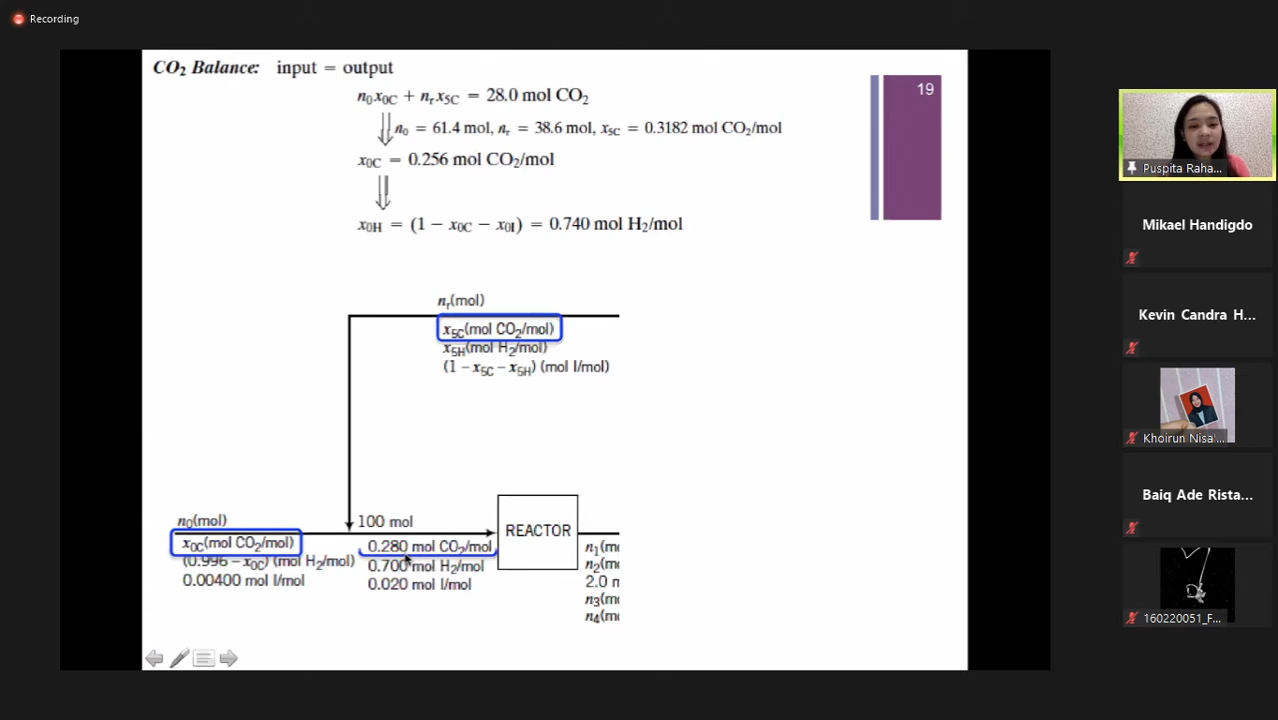 Recording
CO₂ Balance: input = output
n₀x₀C + nᵣx₅C = 28.0 mol CO₂
n₀ = 61.4 mol, nᵣ = 38.6 mol, x₅C = 0.3182 mol CO₂/mol
x₀C = 0.256 mol CO₂/mol
x₀H = (1 − x₀C − x₀I) = 0.740 mol H₂/mol
19
nᵣ(mol)
x₅C(mol CO₂/mol)
x₅H(mol H₂/mol)
(1 − x₅C − x₅H) (mol I/mol)
n₀(mol)
x₀C(mol CO₂/mol)
(0.996 − x₀C) (mol H₂/mol)
0.00400 mol I/mol
100 mol
0.280 mol CO₂/mol
0.700 mol H₂/mol
0.020 mol I/mol
REACTOR
n₁(m
n₂(m
2.0 m
n₃(m
n₄(m
Puspita Raha...
Mikael Handigdo
Kevin Candra H...
Khoirun Nisa'...
Baiq Ade Rista...
160220051_F...